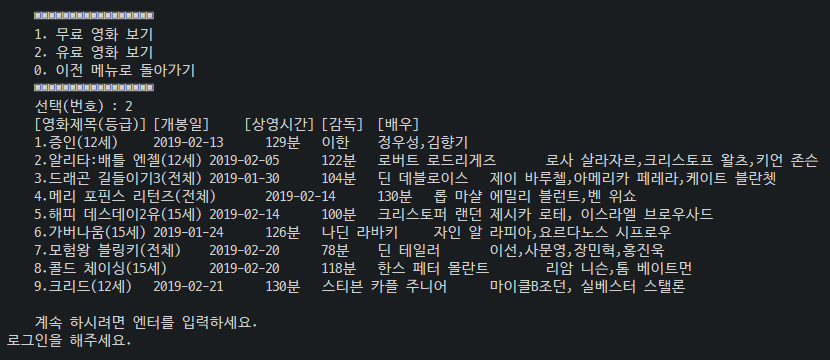 ▣▣▣▣▣▣▣▣▣▣▣▣▣▣▣▣▣
1. 무료 영화 보기
2. 유료 영화 보기
0. 이전 메뉴로 돌아가기
▣▣▣▣▣▣▣▣▣▣▣▣▣▣▣▣▣
선택(번호) : 2
[영화제목(등급)] [개봉일] [상영시간] [감독] [배우]
1.증인(12세) 2019-02-13 129분 이한 정우성,김향기
2.알리타:배틀 엔젤(12세) 2019-02-05 122분 로버트 로드리게즈 로사 살라자르,크리스토프 왈츠,키언 존슨
3.드래곤 길들이기3(전체) 2019-01-30 104분 딘 데블로이스 제이 바루첼,아메리카 페레라,케이트 블란쳇
4.메리 포핀스 리턴즈(전체) 2019-02-14 130분 롭 마샬 에밀리 블런트,벤 위쇼
5.해피 데스데이2유(15세) 2019-02-14 100분 크리스토퍼 랜던 제시카 로테, 이스라엘 브로우사드
6.가버나움(15세) 2019-01-24 126분 나딘 라바키 자인 알 라피아,요르다노스 시프로우
7.모험왕 블링키(전체) 2019-02-20 78분 딘 테일러 이선,사문영,장민혁,홍진욱
8.콜드 체이싱(15세) 2019-02-20 118분 한스 페터 몰란트 리암 니슨,톰 베이트먼
9.크리드(12세) 2019-02-21 130분 스티븐 카플 주니어 마이클B조던, 실베스터 스탤론
계속 하시려면 엔터를 입력하세요.
로그인을 해주세요.